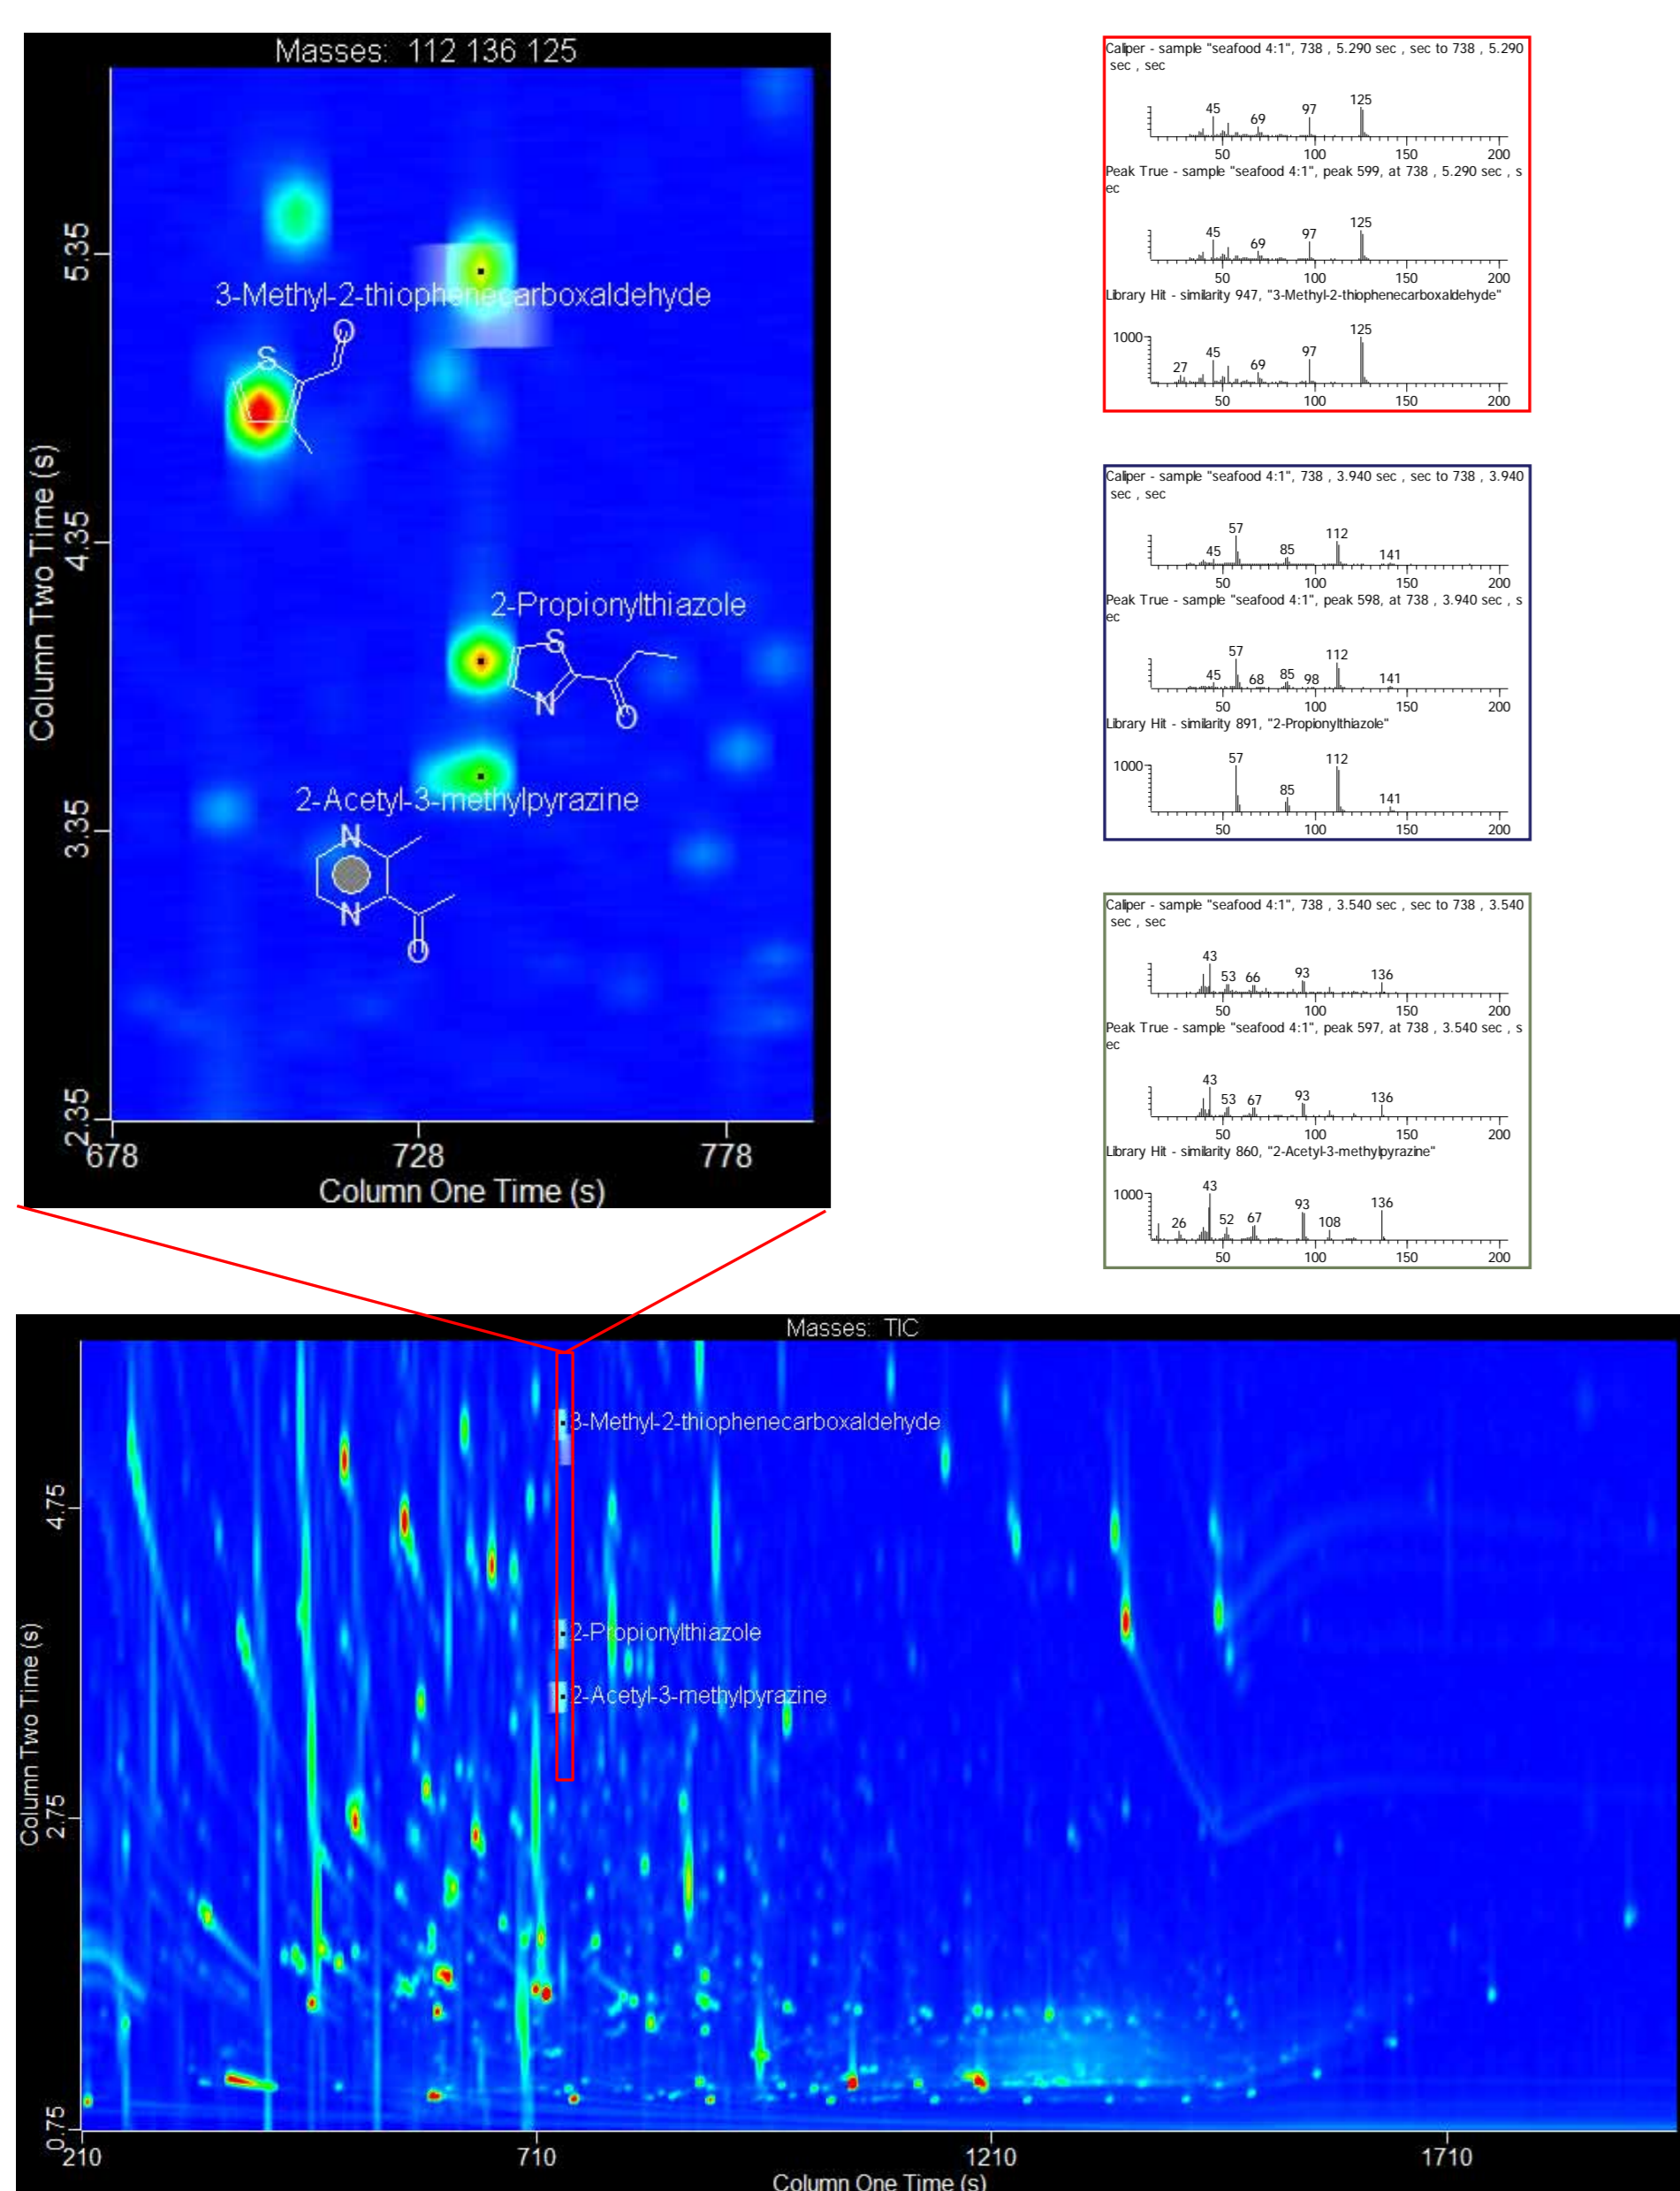 Masses: 112 136 125
5.35
4.35
3.35
2.35
Column Two Time (s)
3-Methyl-2-thiophenecarboxaldehyde
S
O
2-Propionylthiazole
S
N
O
2-Acetyl-3-methylpyrazine
N
N
O
678
728
778
Column One Time (s)
Caliper - sample "seafood 4:1", 738 , 5.290 sec , sec to 738 , 5.290
sec , sec
45
69
97
125
50
100
150
200
Peak True - sample "seafood 4:1", peak 599, at 738 , 5.290 sec , s
ec
45
69
97
125
50
100
150
200
Library Hit - similarity 947, "3-Methyl-2-thiophenecarboxaldehyde"
1000
27
45
69
97
125
50
100
150
200
Caliper - sample "seafood 4:1", 738 , 3.940 sec , sec to 738 , 3.940
sec , sec
45
57
85
112
141
50
100
150
200
Peak True - sample "seafood 4:1", peak 598, at 738 , 3.940 sec , s
ec
45
57
68
85
98
112
141
50
100
150
200
Library Hit - similarity 891, "2-Propionylthiazole"
1000
57
85
112
141
50
100
150
200
Caliper - sample "seafood 4:1", 738 , 3.540 sec , sec to 738 , 3.540
sec , sec
43
53
66
93
136
50
100
150
200
Peak True - sample "seafood 4:1", peak 597, at 738 , 3.540 sec , s
ec
43
53
67
93
136
50
100
150
200
Library Hit - similarity 860, "2-Acetyl-3-methylpyrazine"
1000
26
43
52
67
93
108
136
50
100
150
200
Masses: TIC
4.75
2.75
0.75
Column Two Time (s)
3-Methyl-2-thiophenecarboxaldehyde
2-Propionylthiazole
2-Acetyl-3-methylpyrazine
210
710
1210
1710
Column One Time (s)